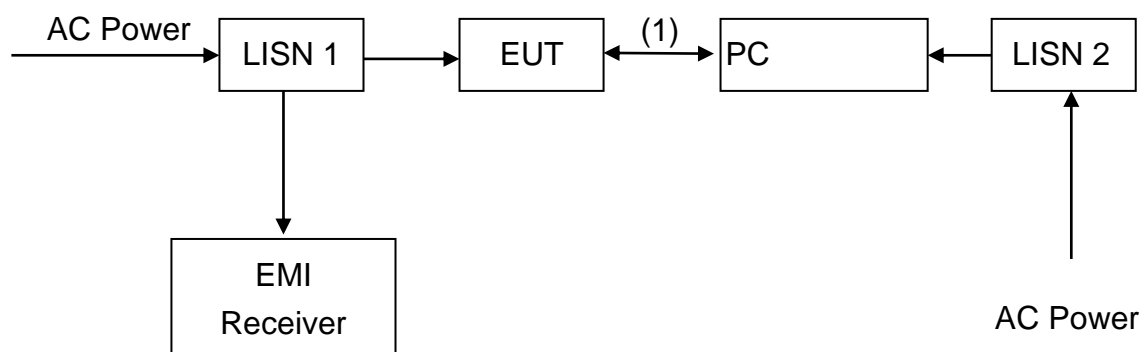 AC Power
LISN 1
EUT
(1)
PC
LISN 2
EMI
Receiver
AC Power